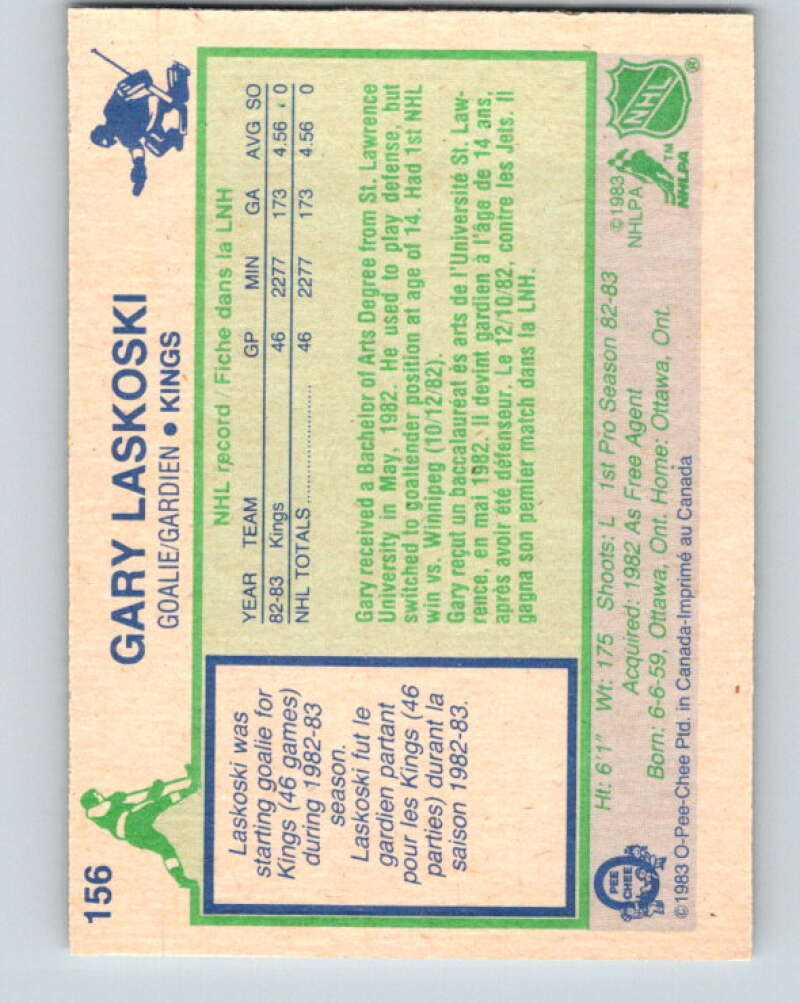 156
GARY LASKOSKI
GOALIE/GARDIEN • KINGS
Laskoski was
starting goalie for
Kings (46 games)
during 1982-83
season.
Laskoski fut le
gardien partant
pour les Kings (46
parties) durant la
saison 1982-83.
NHL record / Fiche dans la LNH
YEAR TEAM GP MIN GA AVG SO
82-83 Kings 46 2277 173 4.56 0
NHL TOTALS 46 2277 173 4.56 0
Gary received a Bachelor of Arts Degree from St. Lawrence
University in May, 1982. He used to play defense, but
switched to goaltender position at age of 14. Had 1st NHL
win vs. Winnipeg (10/12/82).
Gary reçut un baccalauréat és arts de l'Université St. Law-
rence, en mai 1982. Il devint gardien à l'âge de 14 ans,
aprés avoir été défenseur. Le 12/10/82, contre les Jets. Il
gagna son pemier match dans la LNH.
Ht: 6'1" Wt: 175 Shoots: L 1st Pro Season 82-83
Acquired: 1982 As Free Agent
Born: 6-6-59, Ottawa, Ont. Home: Ottawa, Ont.
©1983 O-Pee-Chee Ptd. in Canada-Imprimé au Canada
PEE
CHEE
©1983
NHLPA
NHL
®
TM
NHLPA